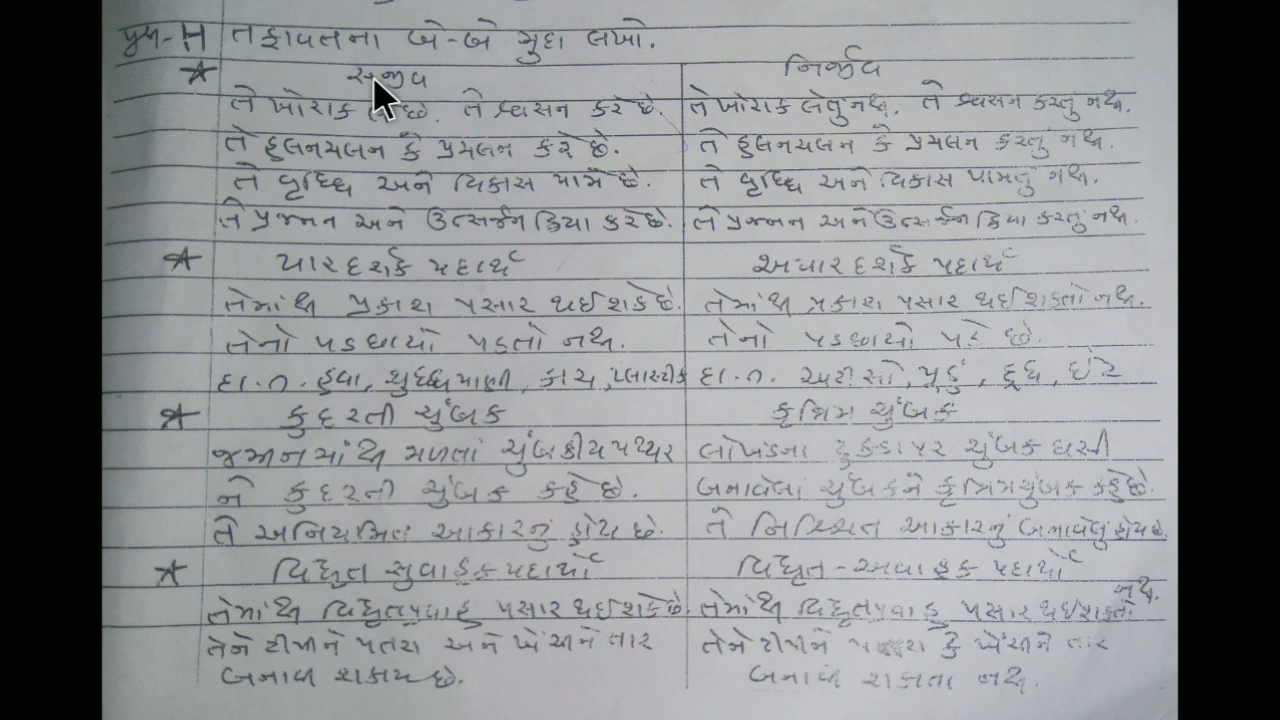 પ્રશ્ન-H તફાવતના બે-બે મુદ્દા લખો.
સજીવ નિર્જીવ
તે ખોરાક લે છે. તે શ્વસન કરે છે. તે ખોરાક લેતું નથી. તે શ્વસન કરતું નથી.
તે હલનચલન કે પ્રચલન કરે છે. તે હલનચલન કે પ્રચલન કરતું નથી.
તે વૃધ્ધિ અને વિકાસ પામે છે. તે વૃધ્ધિ અને વિકાસ પામતું નથી.
તે પ્રજનન અને ઉત્સર્જન ક્રિયા કરે છે. તે પ્રજનન અને ઉત્સર્જન ક્રિયા કરતું નથી.
પારદર્શક પદાર્થ અપારદર્શક પદાર્થ
તેમાંથી પ્રકાશ પસાર થઈ શકે છે. તેમાંથી પ્રકાશ પસાર થઈ શકતો નથી.
તેનો પડછાયો પડતો નથી. તેનો પડછાયો પડે છે.
દા.ત. હવા, શુધ્ધ પાણી, કાચ, પ્લાસ્ટીક દા.ત. અરીસો, પૂઠું, દૂધ, ઈંટ
કુદરતી ચુંબક કૃત્રિમ ચુંબક
જમીનમાંથી મળતાં ચુંબકીય પથ્થર લોખંડના ટુકડા પર ચુંબક ઘસી
ને કુદરતી ચુંબક કહે છે. બનાવેલા ચુંબકને કૃત્રિમ ચુંબક કહે છે.
તે અનિયમિત આકારનું હોય છે. તે નિશ્ચિત આકારનું બનાવેલું હોય છે.
વિદ્યુત સુવાહક પદાર્થો વિદ્યુત-અવાહક પદાર્થો
તેમાંથી વિદ્યુતપ્રવાહ પસાર થઈ શકે છે. તેમાંથી વિદ્યુતપ્રવાહ પસાર થઈ શકતો નથી.
તેને ટીપીને પતરા અને ખેંચીને તાર તેને ટીપીને પતરા કે ખેંચીને તાર
બનાવી શકાય છે. બનાવી શકાતા નથી.